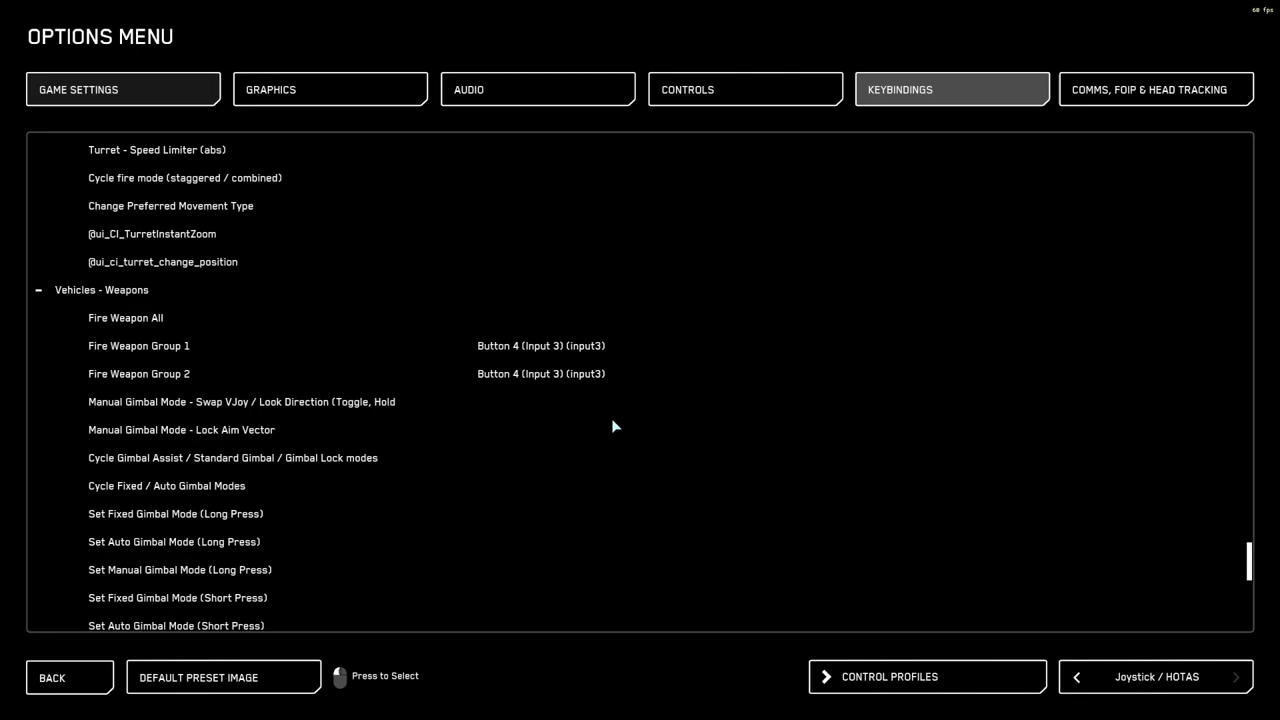 60 fps
OPTIONS MENU
GAME SETTINGS
GRAPHICS
AUDIO
CONTROLS
KEYBINDINGS
COMMS, FOIP & HEAD TRACKING
Turret - Speed Limiter (abs)
Cycle fire mode (staggered / combined)
Change Preferred Movement Type
@ui_CI_TurretInstantZoom
@ui_ci_turret_change_position
- Vehicles - Weapons
Fire Weapon All
Fire Weapon Group 1 Button 4 (Input 3) (input3)
Fire Weapon Group 2 Button 4 (Input 3) (input3)
Manual Gimbal Mode - Swap VJoy / Look Direction (Toggle, Hold
Manual Gimbal Mode - Lock Aim Vector
Cycle Gimbal Assist / Standard Gimbal / Gimbal Lock modes
Cycle Fixed / Auto Gimbal Modes
Set Fixed Gimbal Mode (Long Press)
Set Auto Gimbal Mode (Long Press)
Set Manual Gimbal Mode (Long Press)
Set Fixed Gimbal Mode (Short Press)
Set Auto Gimbal Mode (Short Press)
BACK
DEFAULT PRESET IMAGE
Press to Select
CONTROL PROFILES
Joystick / HOTAS